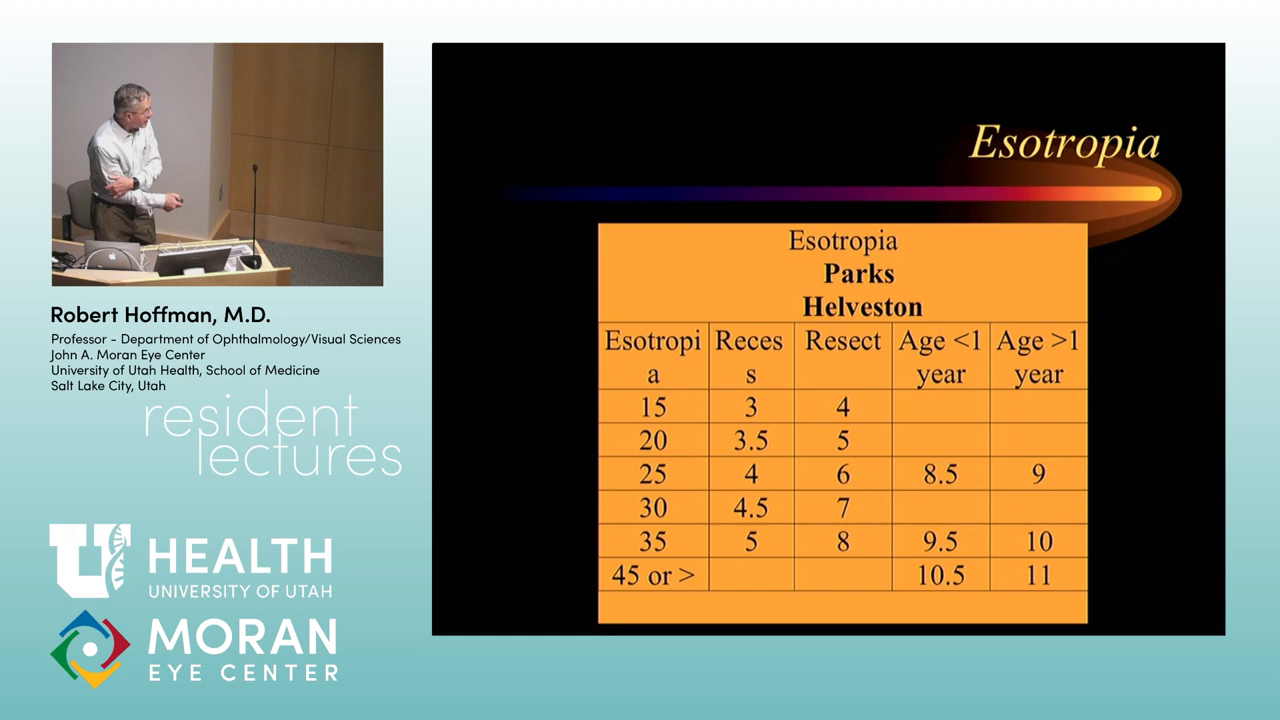 Esotropia
Esotropia
Parks
Helveston
Esotropi
a
Reces
s
Resect
Age <1
year
Age >1
year
15 3 4
20 3.5 5
25 4 6 8.5 9
30 4.5 7
35 5 8 9.5 10
45 or > 10.5 11
Robert Hoffman, M.D.
Professor - Department of Ophthalmology/Visual Sciences
John A. Moran Eye Center
University of Utah Health, School of Medicine
Salt Lake City, Utah
resident
lectures
U HEALTH
UNIVERSITY OF UTAH
MORAN
EYE CENTER